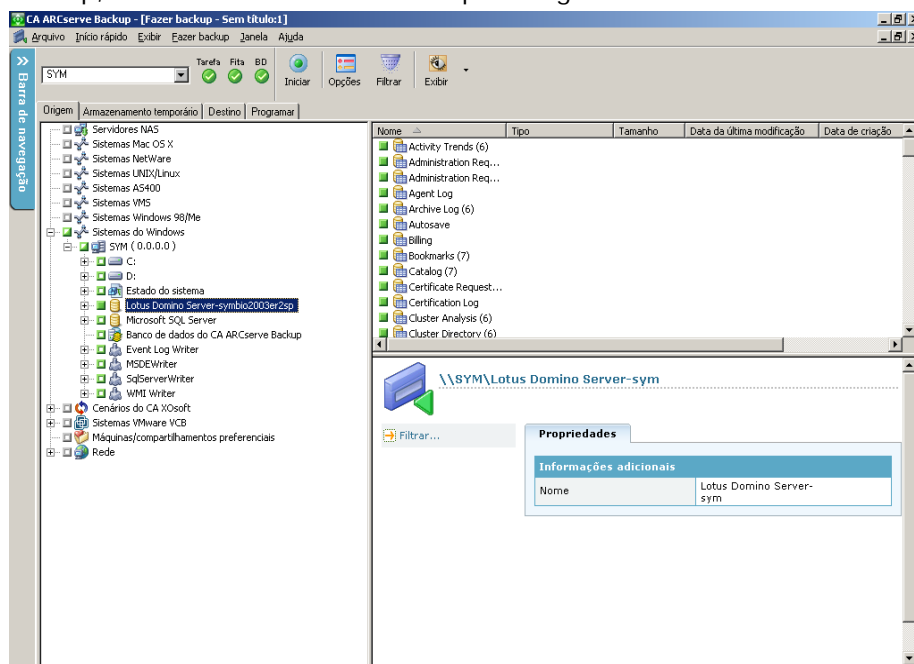 CA ARCserve Backup - [Fazer backup - Sem título:1]
Arquivo Início rápido Exibir Fazer backup Janela Ajuda
Barra de navegação
SYM
Tarefa Fita BD
Iniciar Opções Filtrar Exibir
Origem Armazenamento temporário Destino Programar
Servidores NAS
Sistemas Mac OS X
Sistemas NetWare
Sistemas UNIX/Linux
Sistemas AS400
Sistemas VMS
Sistemas Windows 98/Me
Sistemas do Windows
SYM ( 0.0.0.0 )
C:
D:
Estado do sistema
Lotus Domino Server-symbio2003er2sp
Microsoft SQL Server
Banco de dados do CA ARCserve Backup
Event Log Writer
MSDEWriter
SqlServerWriter
WMI Writer
Cenários do CA XOsoft
Sistemas VMware VCB
Máquinas/compartilhamentos preferenciais
Rede
Nome Tipo Tamanho Data da última modificação Data de criação
Activity Trends (6)
Administration Req...
Administration Req...
Agent Log
Archive Log (6)
Autosave
Billing
Bookmarks (7)
Catalog (7)
Certificate Request...
Certification Log
Cluster Analysis (6)
Cluster Directory (6)
\\SYM\Lotus Domino Server-sym
Filtrar...
Propriedades
Informações adicionais
Nome Lotus Domino Server-
sym